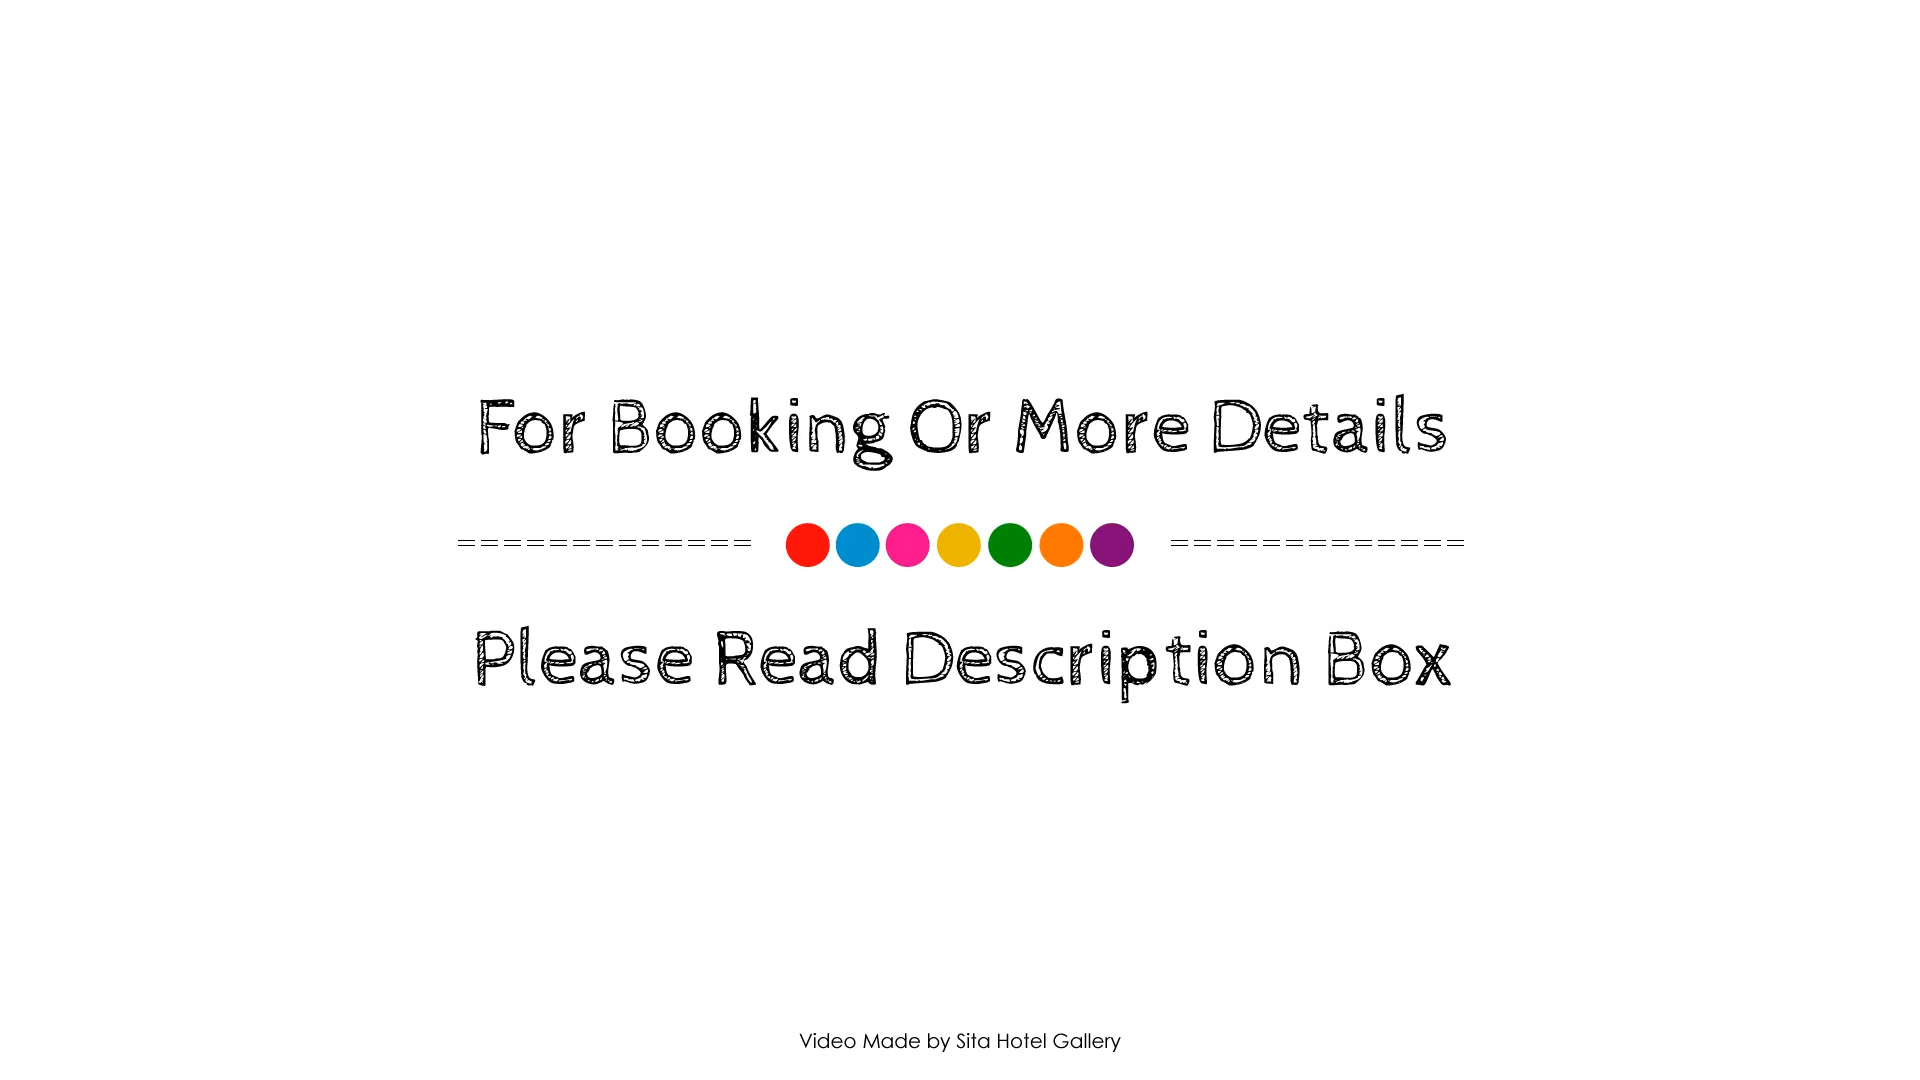 For Booking Or More Details
============= =============
Please Read Description Box
Video Made by Sita Hotel Gallery